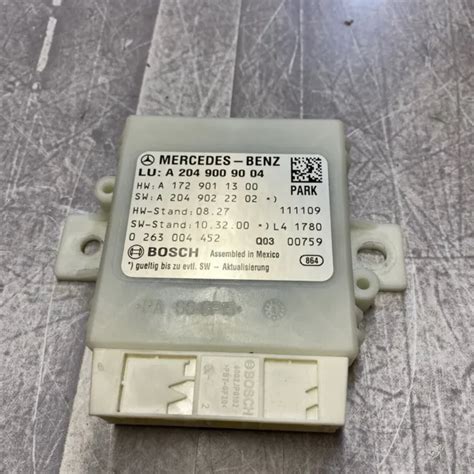 MERCEDES-BENZ
LU: A 204 900 90 04
HW: A 172 901 13 00 PARK
SW: A 204 902 22 02 *)
HW-Stand: 08.27 111109
SW-Stand: 10.32.00 *) L4 1780
0 263 004 452 Q03 00759
BOSCH Assembled in Mexico 864
*) gueltig bis zu evtl. SW - Aktualisierung
BOSCH
2